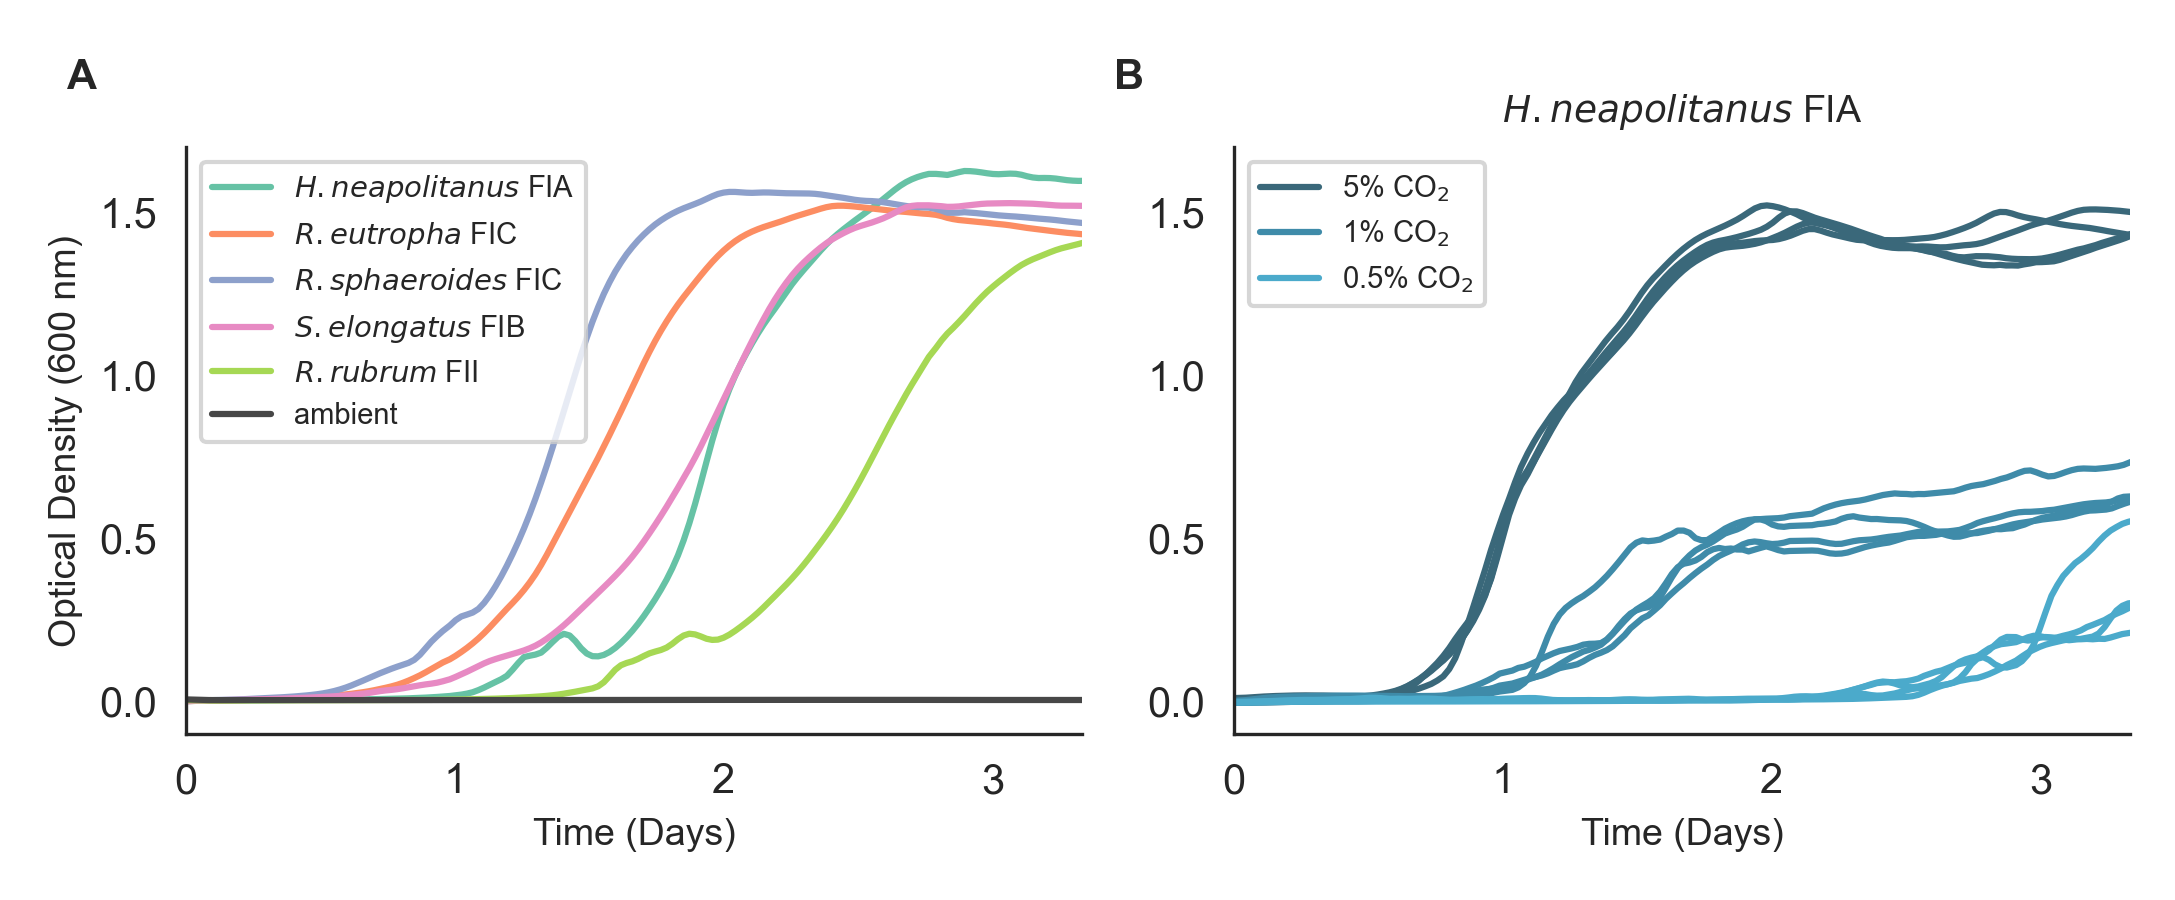 A
H. neapolitanus FIA
R. eutropha FIC
R. sphaeroides FIC
S. elongatus FIB
R. rubrum FII
ambient
Optical Density (600 nm)
1.5
1.0
0.5
0.0
0 1 2 3
Time (Days)
B
H. neapolitanus FIA
5% CO₂
1% CO₂
0.5% CO₂
1.5
1.0
0.5
0.0
0 1 2 3
Time (Days)